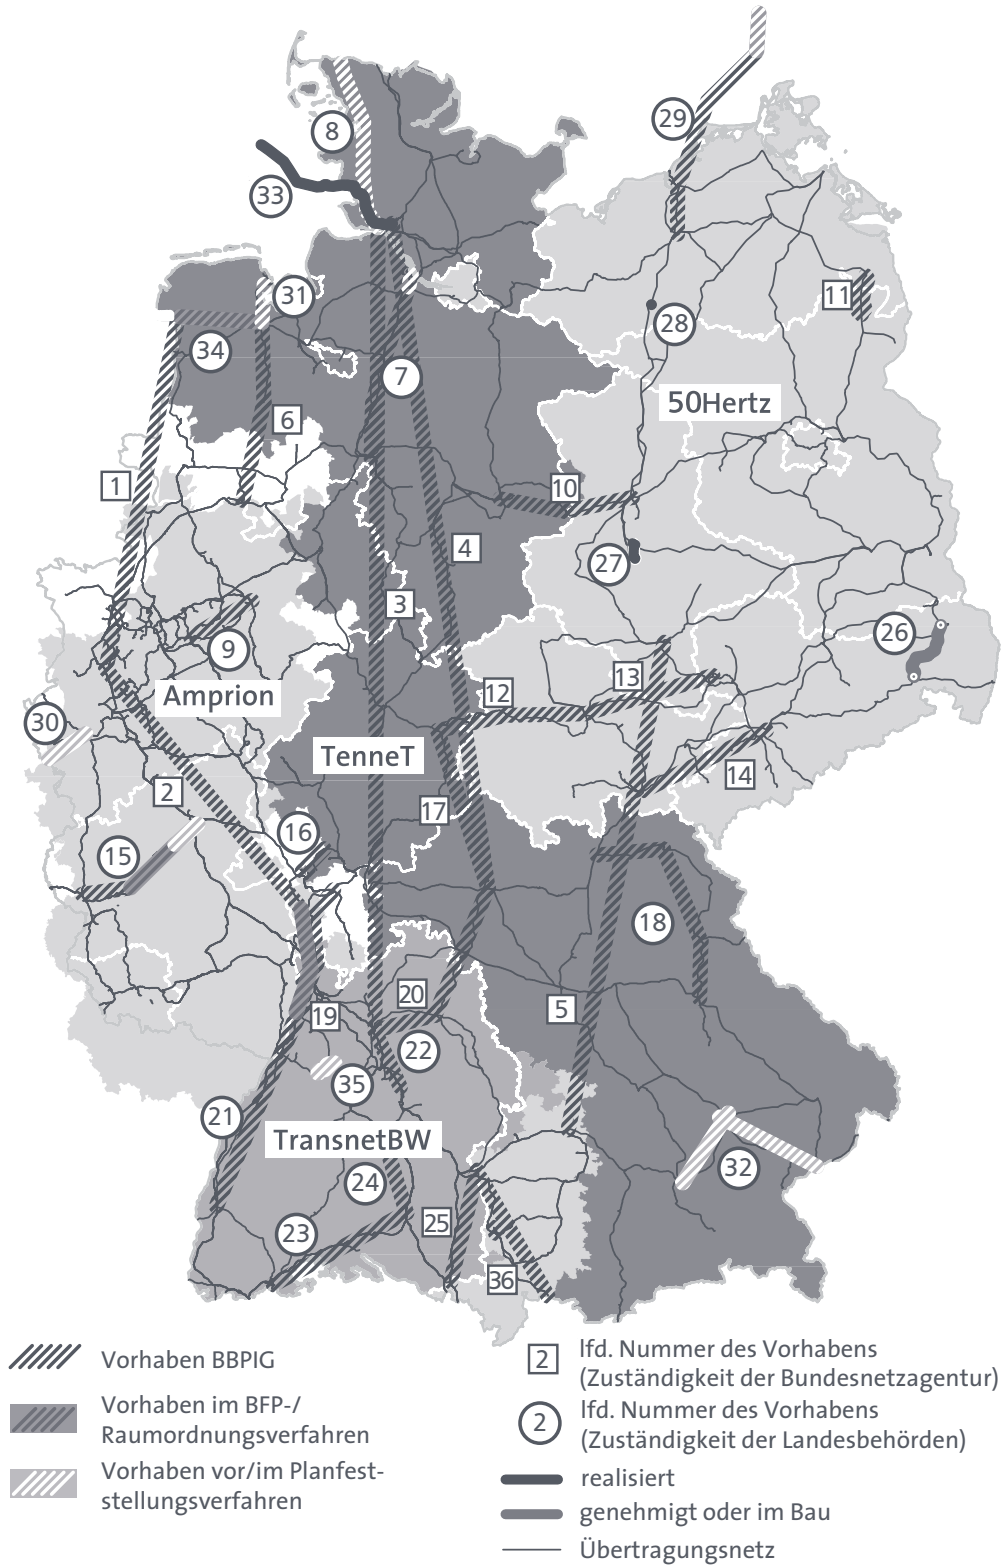 8
29
33
31
11
28
34
7
50Hertz
6
1
10
4
27
3
26
9
13
12
Amprion
30
TenneT
14
2
17
16
15
18
20
5
19
22
35
21
TransnetBW
32
24
25
23
36
Vorhaben BBPlG
Vorhaben im BFP-/
Raumordnungsverfahren
Vorhaben vor/im Planfest-
stellungsverfahren
2
lfd. Nummer des Vorhabens
(Zuständigkeit der Bundesnetzagentur)
2
lfd. Nummer des Vorhabens
(Zuständigkeit der Landesbehörden)
realisiert
genehmigt oder im Bau
Übertragungsnetz